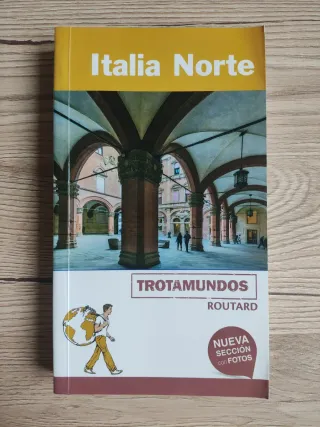 Italia Norte
TROTAMUNDOS
ROUTARD
NUEVA
SECCIÓN
con FOTOS